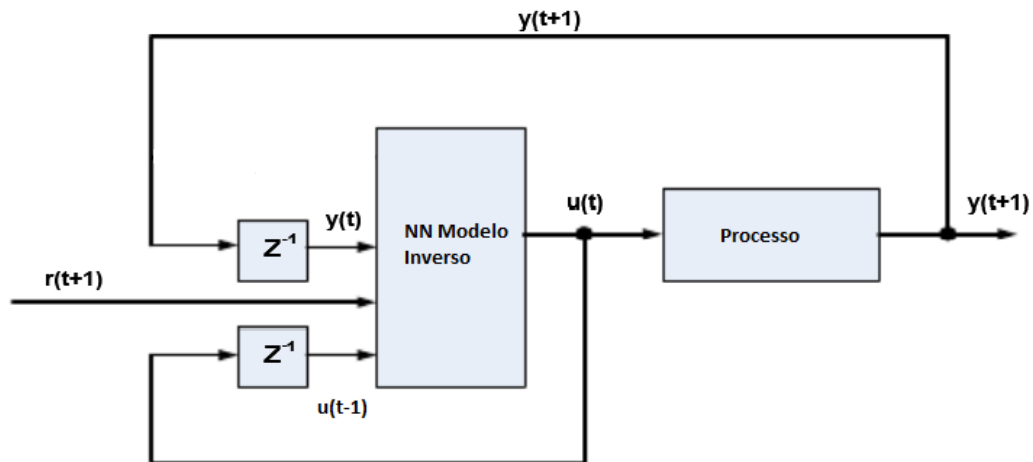 y(t+1)
y(t)
u(t)
y(t+1)
Z⁻¹
NN Modelo
Inverso
Processo
r(t+1)
Z⁻¹
u(t-1)